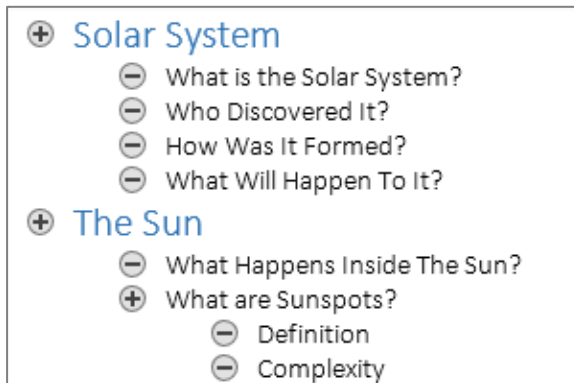 Solar System
What is the Solar System?
Who Discovered It?
How Was It Formed?
What Will Happen To It?
The Sun
What Happens Inside The Sun?
What are Sunspots?
Definition
Complexity